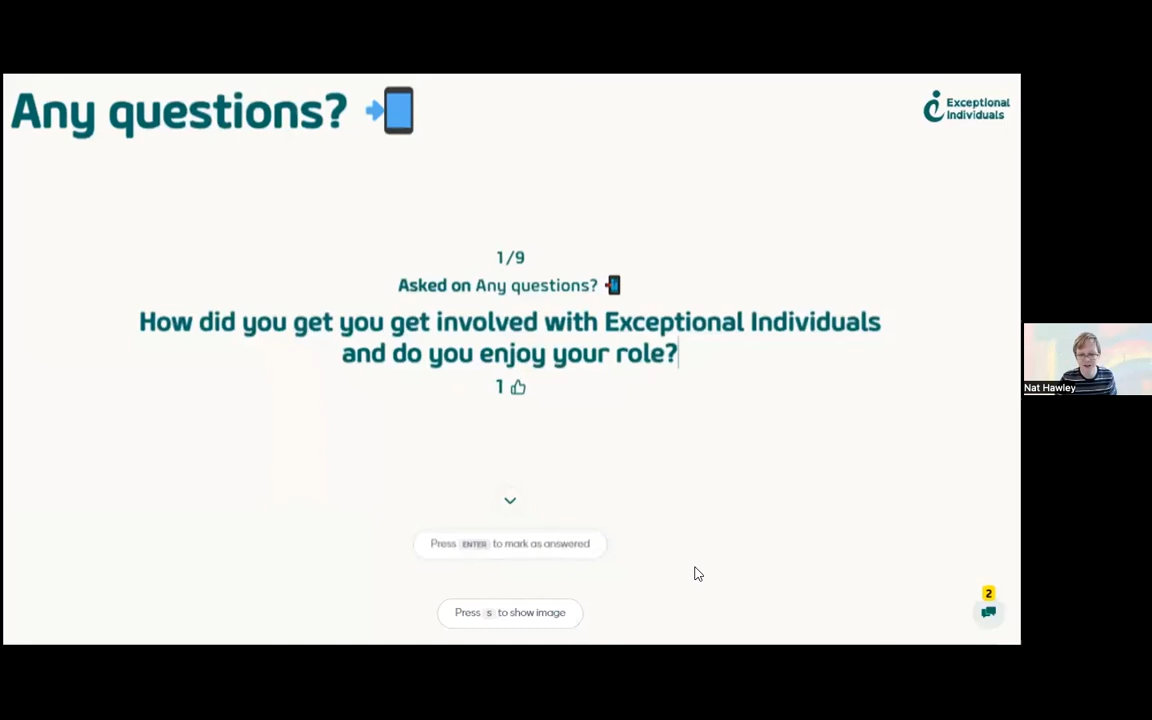 Any questions?
Exceptional
Individuals
1/9
Asked on Any questions?
How did you get you get involved with Exceptional Individuals
and do you enjoy your role?
1
Nat Hawley
Press ENTER to mark as answered
2
Press S to show image